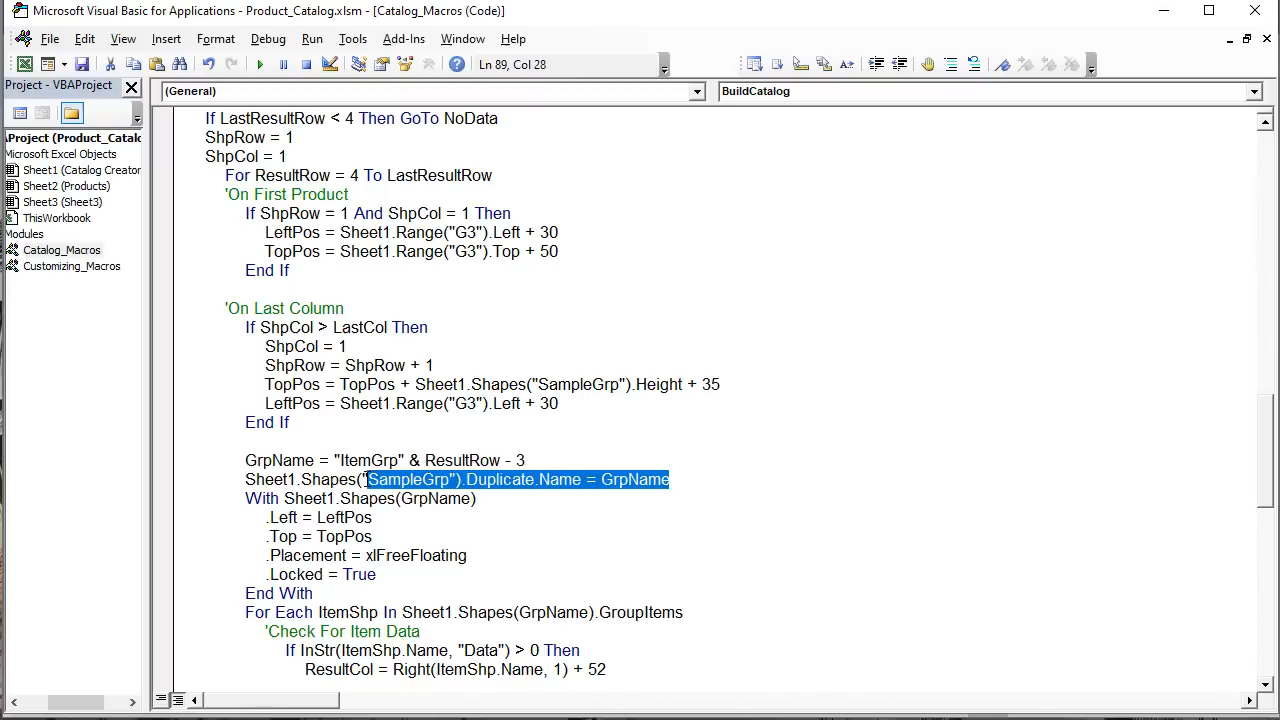 Microsoft Visual Basic for Applications - Product_Catalog.xlsm - [Catalog_Macros (Code)]
File Edit View Insert Format Debug Run Tools Add-Ins Window Help
Ln 89, Col 28
Project - VBAProject
(General)
BuildCatalog
AProject (Product_Catalo
Microsoft Excel Objects
Sheet1 (Catalog Creator
Sheet2 (Products)
Sheet3 (Sheet3)
ThisWorkbook
Modules
Catalog_Macros
Customizing_Macros
If LastResultRow < 4 Then GoTo NoData
ShpRow = 1
ShpCol = 1
For ResultRow = 4 To LastResultRow
'On First Product
If ShpRow = 1 And ShpCol = 1 Then
LeftPos = Sheet1.Range("G3").Left + 30
TopPos = Sheet1.Range("G3").Top + 50
End If
'On Last Column
If ShpCol > LastCol Then
ShpCol = 1
ShpRow = ShpRow + 1
TopPos = TopPos + Sheet1.Shapes("SampleGrp").Height + 35
LeftPos = Sheet1.Range("G3").Left + 30
End If
GrpName = "ItemGrp" & ResultRow - 3
Sheet1.Shapes("SampleGrp").Duplicate.Name = GrpName
With Sheet1.Shapes(GrpName)
.Left = LeftPos
.Top = TopPos
.Placement = xlFreeFloating
.Locked = True
End With
For Each ItemShp In Sheet1.Shapes(GrpName).GroupItems
'Check For Item Data
If InStr(ItemShp.Name, "Data") > 0 Then
ResultCol = Right(ItemShp.Name, 1) + 52